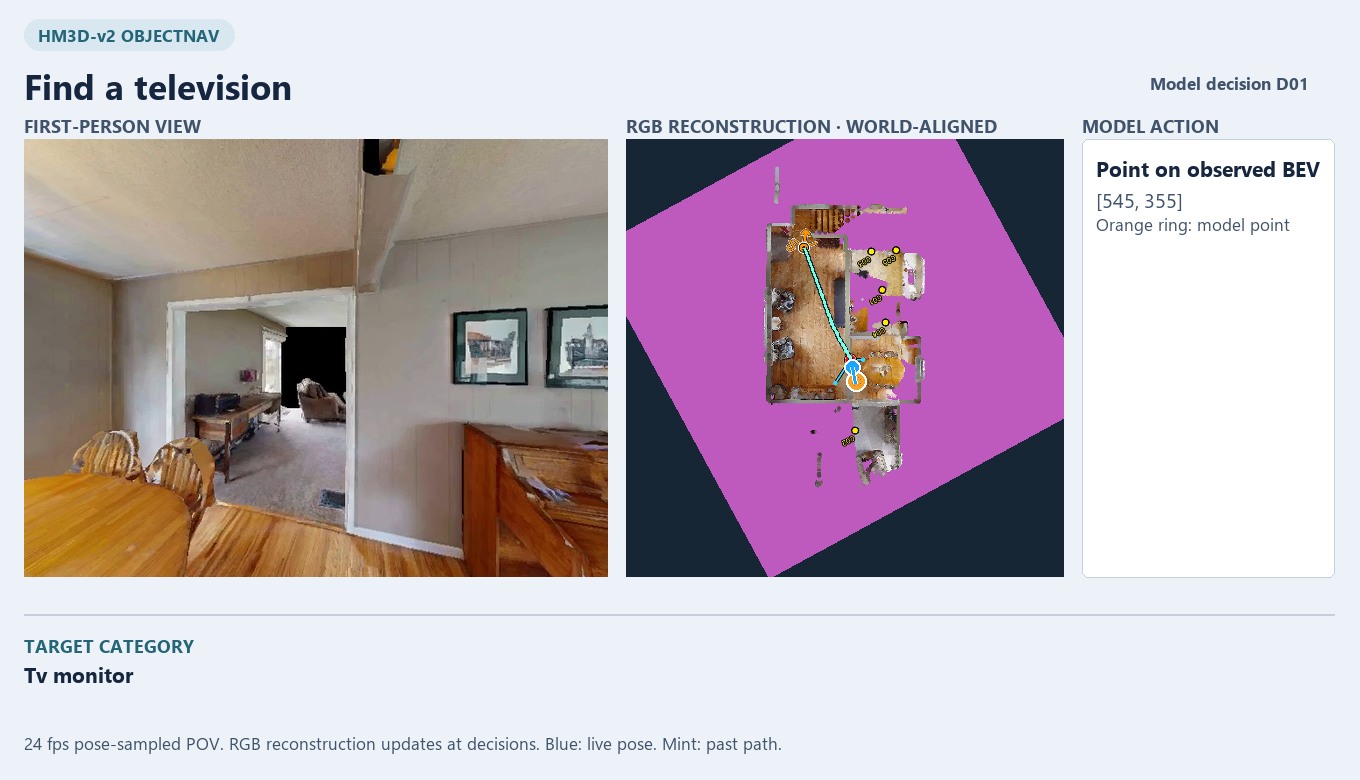 HM3D-v2 OBJECTNAV
Find a television
Model decision D01
FIRST-PERSON VIEW
RGB RECONSTRUCTION · WORLD-ALIGNED
MODEL ACTION
Point on observed BEV
[545, 355]
Orange ring: model point
TARGET CATEGORY
Tv monitor
24 fps pose-sampled POV. RGB reconstruction updates at decisions. Blue: live pose. Mint: past path.